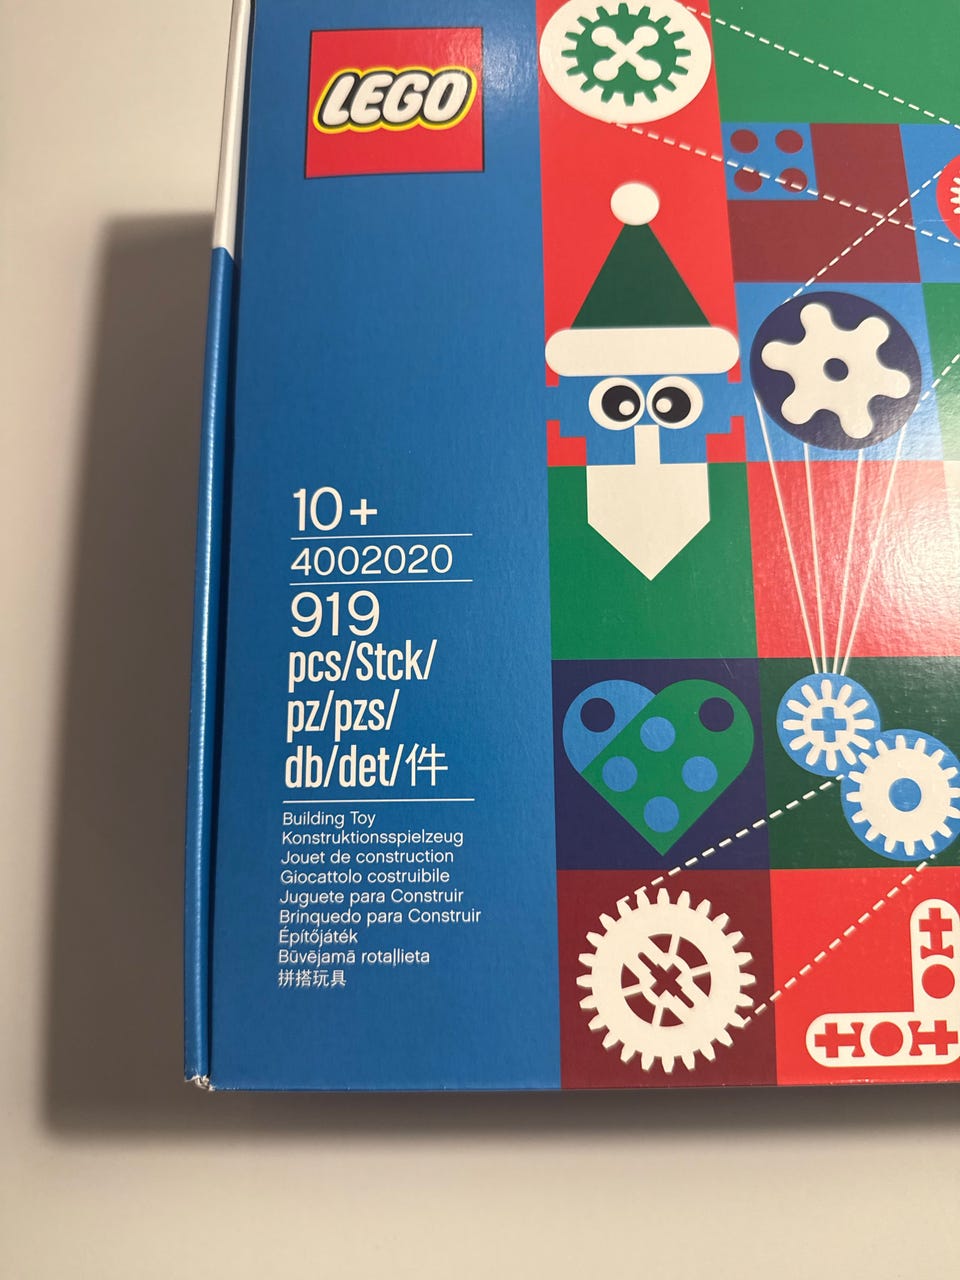 LEGO
10+
4002020
919
pcs/Stck/
pz/pzs/
db/det/件
Building Toy
Konstruktionsspielzeug
Jouet de construction
Giocattolo costruibile
Juguete para Construir
Brinquedo para Construir
Építőjáték
Būvējamā rotaļlieta
拼搭玩具